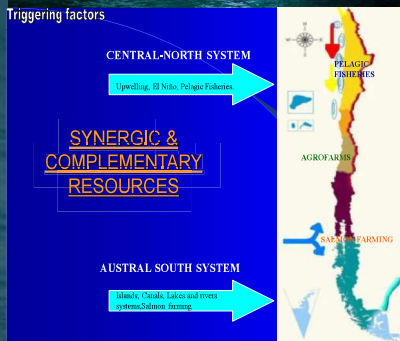 Triggering factors
CENTRAL-NORTH SYSTEM
Upwelling, El Niño, Pelagic Fisheries.
PELAGIC
FISHERIES
SYNERGIC &
COMPLEMENTARY
RESOURCES
AGROFARMS
SALMON FARMING
AUSTRAL SOUTH SYSTEM
Islands, Canals, Lakes and rivers
systems,Salmon farming